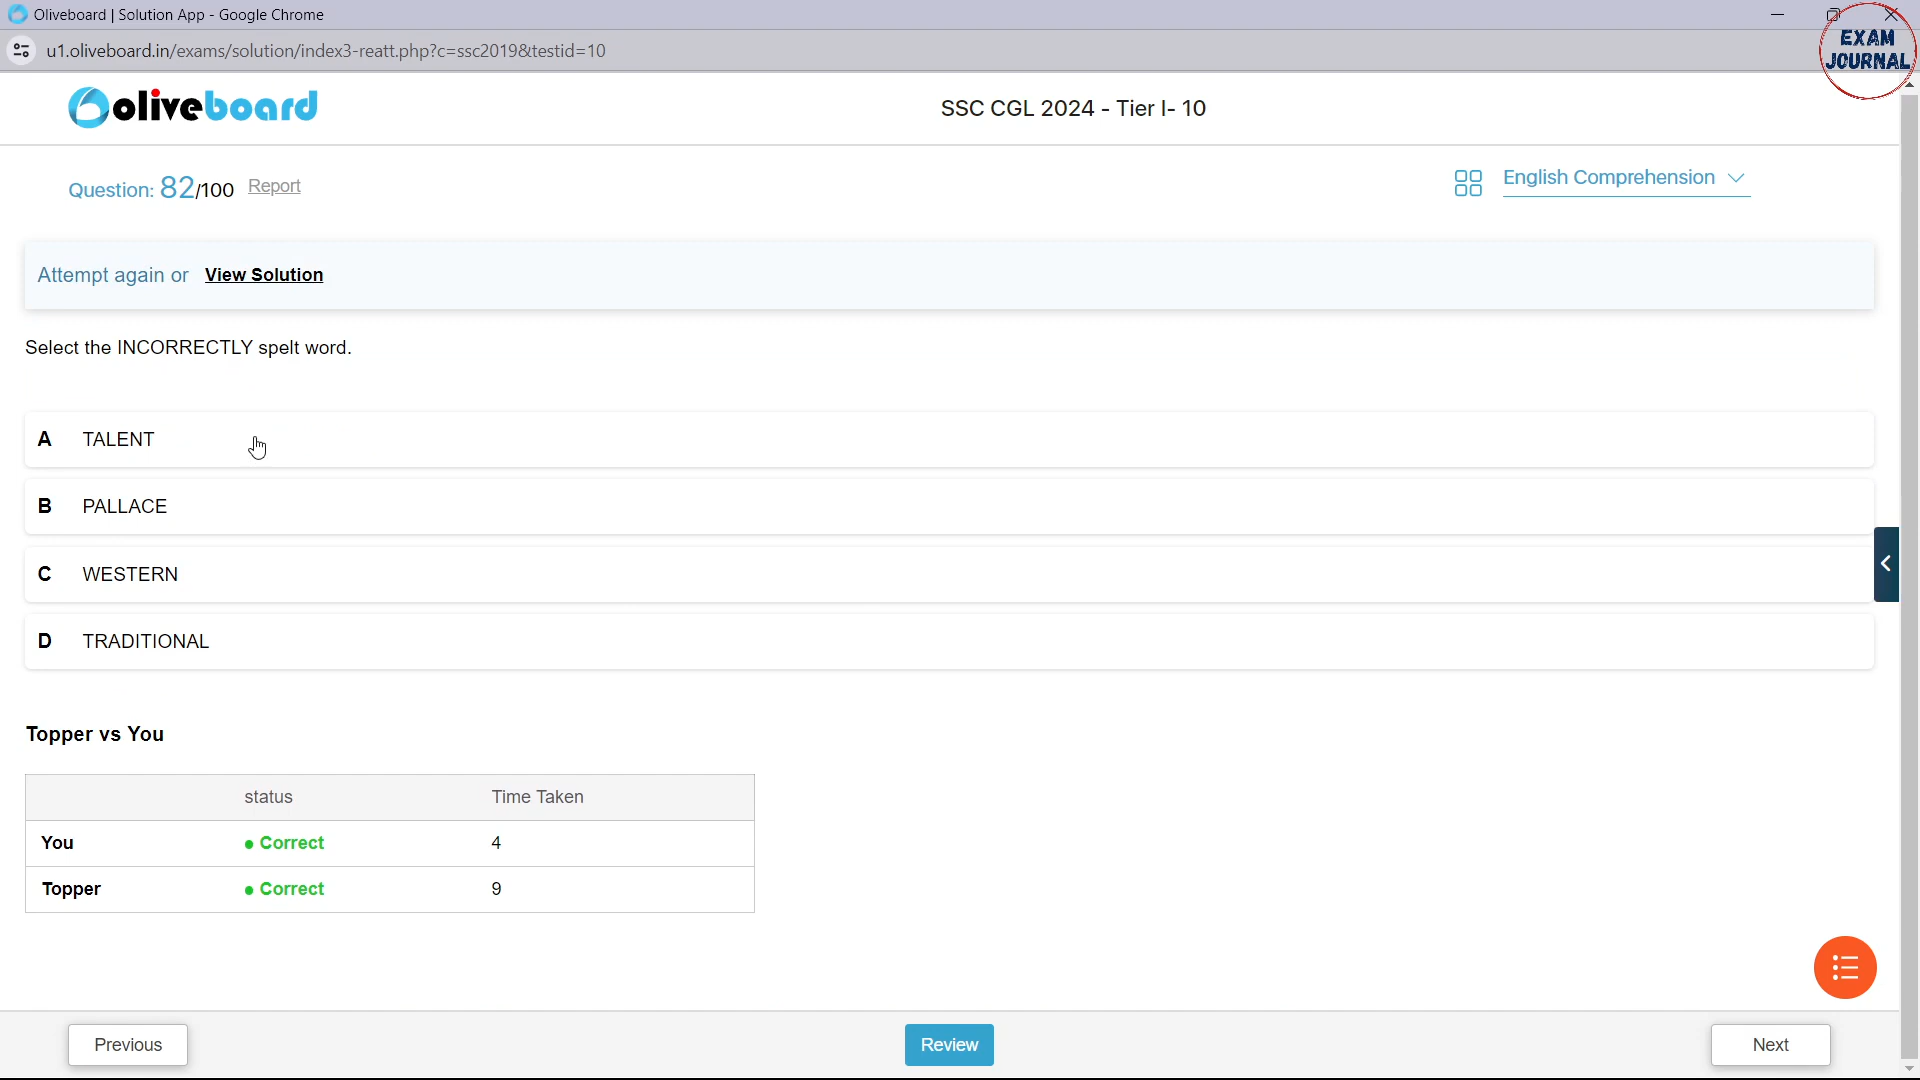 Oliveboard | Solution App - Google Chrome
u1.oliveboard.in/exams/solution/index3-reatt.php?c=ssc2019&testid=10
EXAM
JOURNAL
oliveboard
SSC CGL 2024 - Tier I- 10
Question: 82/100 Report
English Comprehension
Attempt again or View Solution
Select the INCORRECTLY spelt word.
A TALENT
B PALLACE
C WESTERN
D TRADITIONAL
Topper vs You
status Time Taken
You Correct 4
Topper Correct 9
Previous Review Next